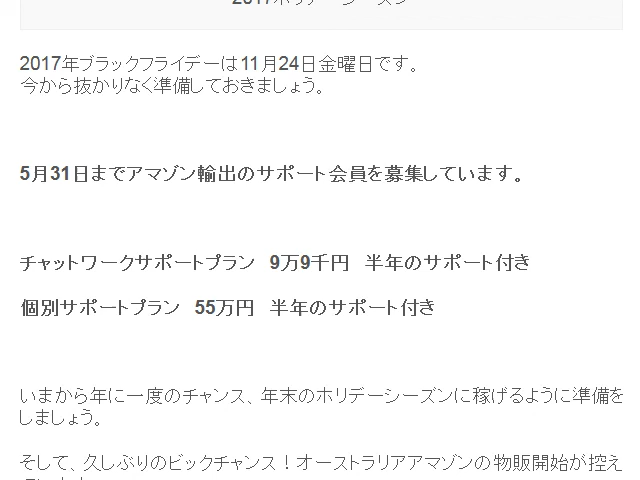 2017年ブラックフライデーは11月24日金曜日です。
今から抜かりなく準備しておきましょう。
5月31日までアマゾン輸出のサポート会員を募集しています。
チャットワークサポートプラン　9万9千円　半年のサポート付き
個別サポートプラン　55万円　半年のサポート付き
いまから年に一度のチャンス、年末のホリデーシーズンに稼げるように準備を
しましょう。
そして、久しぶりのビックチャンス！オーストラリアアマゾンの物販開始が控え